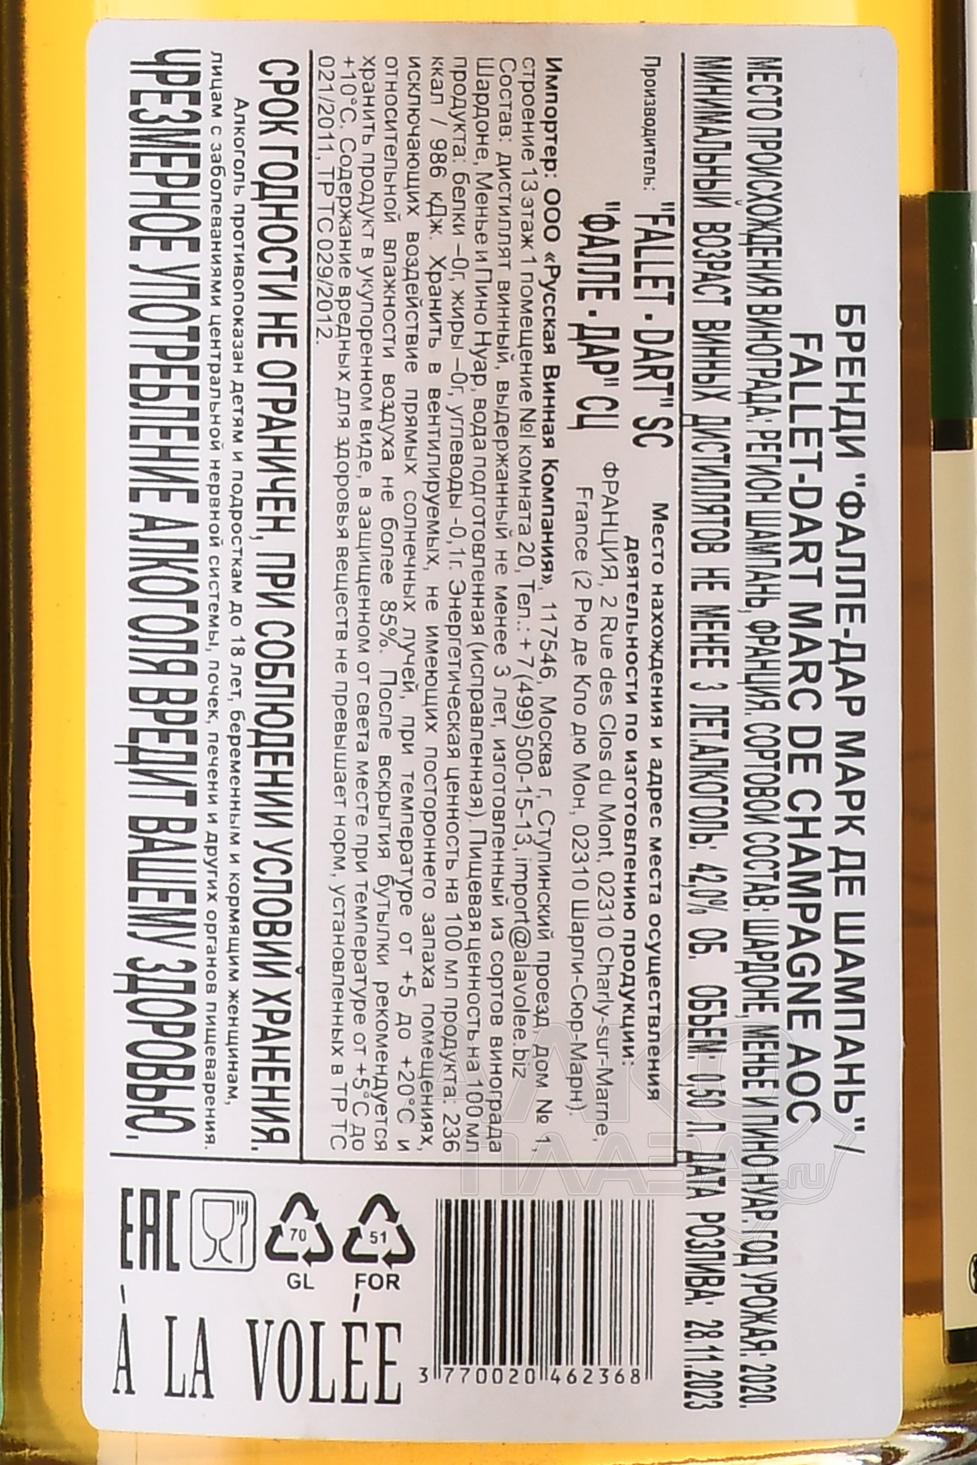 БРЕНДИ "ФАЛЛЕ-ДАР МАРК ДЕ ШАМПАНЬ" /
FALLET-DART MARC DE CHAMPAGNE AOC
МЕСТО ПРОИСХОЖДЕНИЯ ВИНОГРАДА: РЕГИОН ШАМПАНЬ, ФРАНЦИЯ. СОРТОВОЙ СОСТАВ: ШАРДОНЕ, МЕНЬЕ И ПИНО НУАР. ГОД УРОЖАЯ: 2020.
МИНИМАЛЬНЫЙ ВОЗРАСТ ВИННЫХ ДИСТИЛЛЯТОВ НЕ МЕНЕЕ 3 ЛЕТ.АЛКОГОЛЬ: 42,0% ОБ. ОБЪЕМ: 0,50 Л. ДАТА РОЗЛИВА: 28.11.2023
Производитель: "FALLET - DART" SC
"ФАЛЛЕ - ДАР" СЦ
Место нахождения и адрес места осуществления
деятельности по изготовлению продукции:
ФРАНЦИЯ, 2 Rue des Clos du Mont, 02310 Charly-sur-Marne,
France (2 Рю де Кло дю Мон, 02310 Шарли-Сюр-Марн).
Импортер: ООО «Русская Винная Компания», 117546, Москва г, Ступинский проезд, дом № 1,
строение 13 этаж 1 помещение №I комната 20, Тел.: + 7 (499) 500-15-13, import@alavolee.biz
Состав: дистиллят винный, выдержанный не менее 3 лет, изготовленный из сортов винограда
Шардоне, Менье и Пино Нуар, вода подготовленная (исправленная). Пищевая ценность на 100 мл
продукта: белки –0г, жиры –0г, углеводы -0,1г. Энергетическая ценность на 100 мл продукта: 236
ккал / 986 кДж. Хранить в вентилируемых, не имеющих постороннего запаха помещениях,
исключающих воздействие прямых солнечных лучей, при температуре от +5 до +20°С и
относительной влажности воздуха не более 85%. После вскрытия бутылки рекомендуется
хранить продукт в укупоренном виде, в защищенном от света месте при температуре от +5°С до
+10°С. Содержание вредных для здоровья веществ не превышает норм, установленных в ТР ТС
021/2011, ТР ТС 029/2012.
СРОК ГОДНОСТИ НЕ ОГРАНИЧЕН, ПРИ СОБЛЮДЕНИИ УСЛОВИЙ ХРАНЕНИЯ.
Алкоголь противопоказан детям и подросткам до 18 лет, беременным и кормящим женщинам,
лицам с заболеваниями центральной нервной системы, почек, печени и других органов пищеварения.
ЧРЕЗМЕРНОЕ УПОТРЕБЛЕНИЕ АЛКОГОЛЯ ВРЕДИТ ВАШЕМУ ЗДОРОВЬЮ.
3 770020 462368
51
FOR
70
GL
EAC
À LA VOLÉE
АЛКО
ПЛАЗА.ru